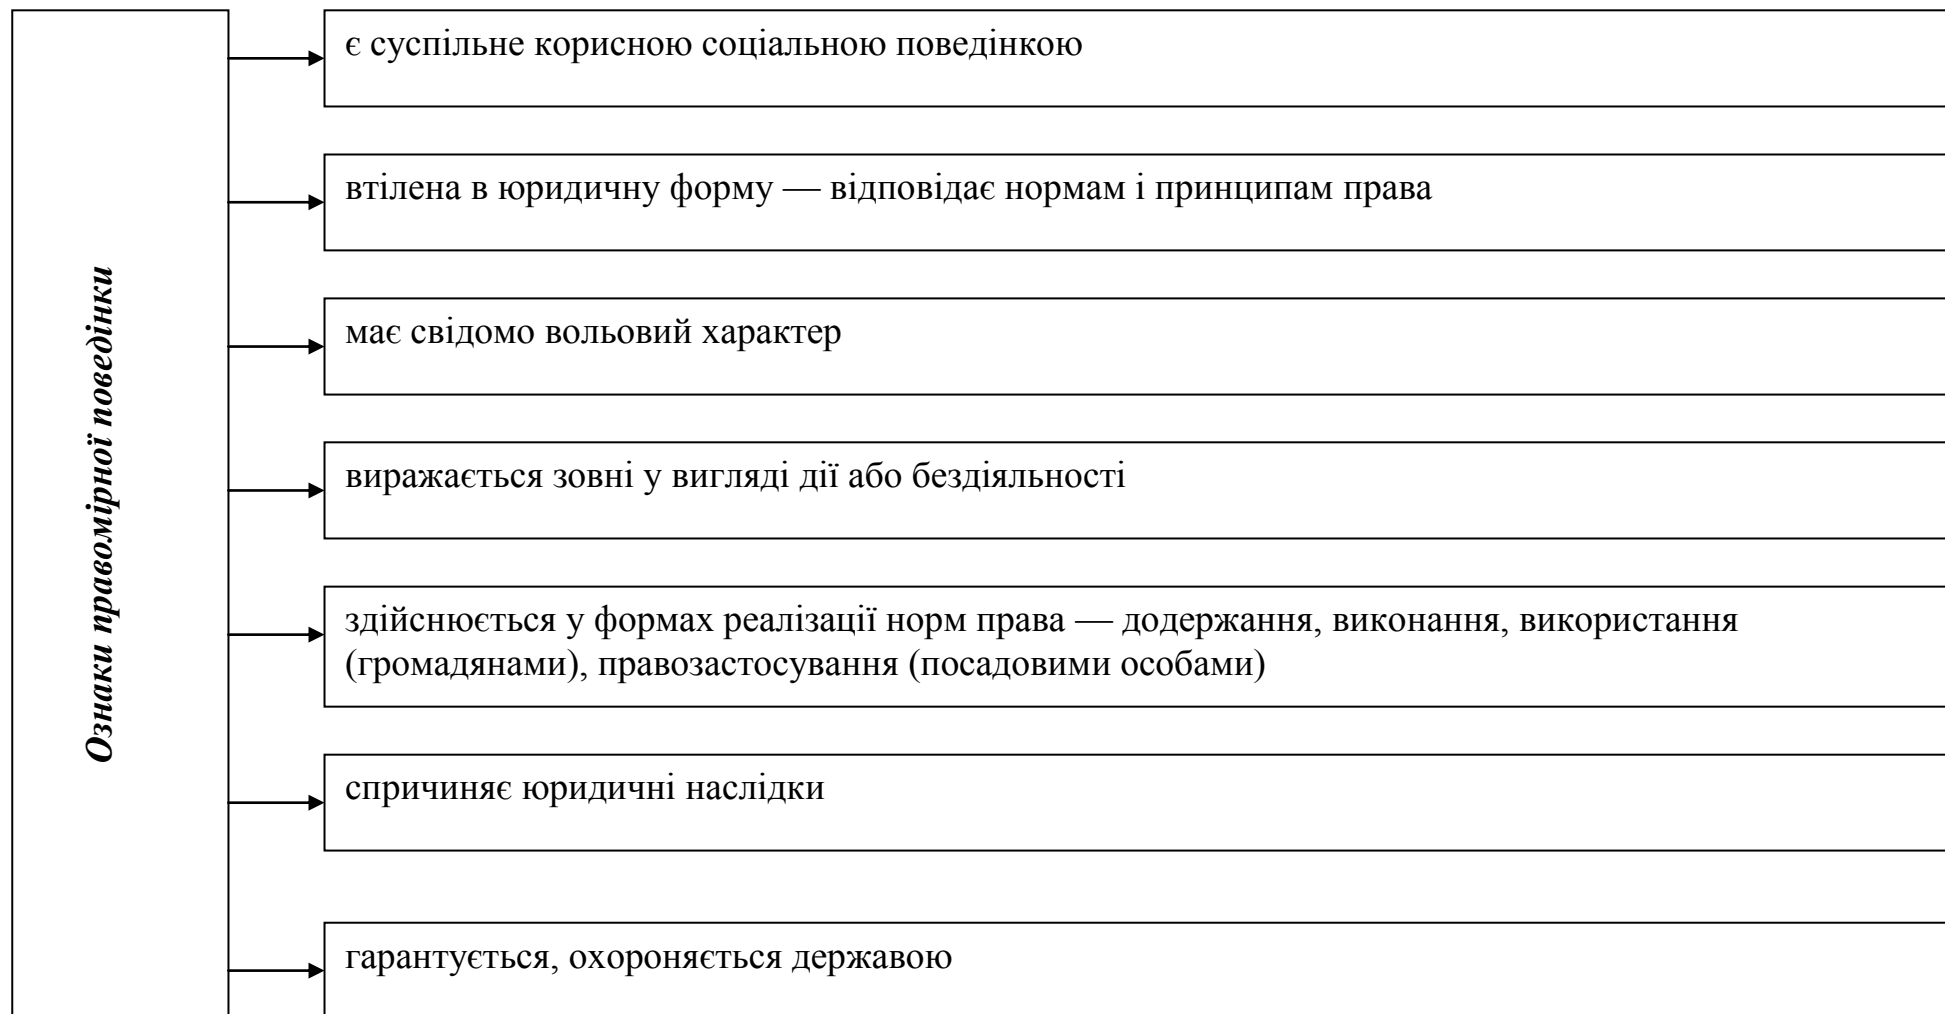 Ознаки правомірної поведінки
є суспільне корисною соціальною поведінкою
втілена в юридичну форму — відповідає нормам і принципам права
має свідомо вольовий характер
виражається зовні у вигляді дії або бездіяльності
здійснюється у формах реалізації норм права — додержання, виконання, використання
(громадянами), правозастосування (посадовими особами)
спричиняє юридичні наслідки
гарантується, охороняється державою